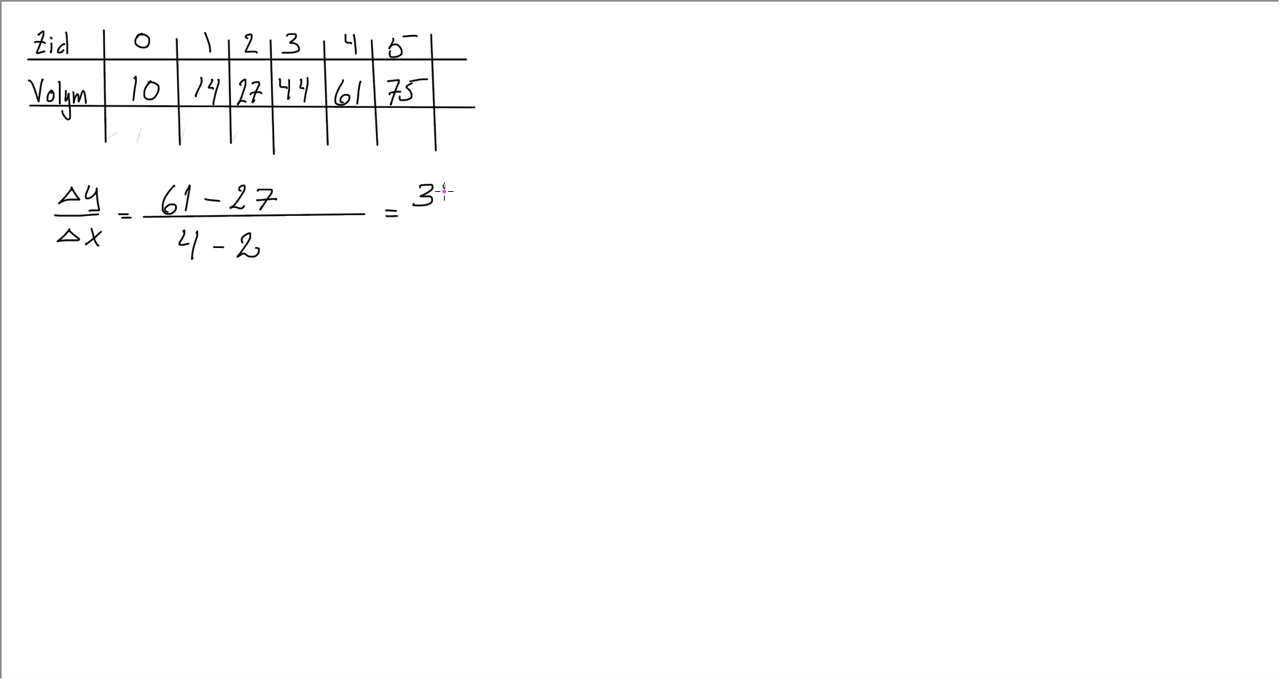 tid 0 1 2 3 4 5
Volym 10 14 27 44 61 75
Δy/Δx = 61 - 27 / 4 - 2 = 3